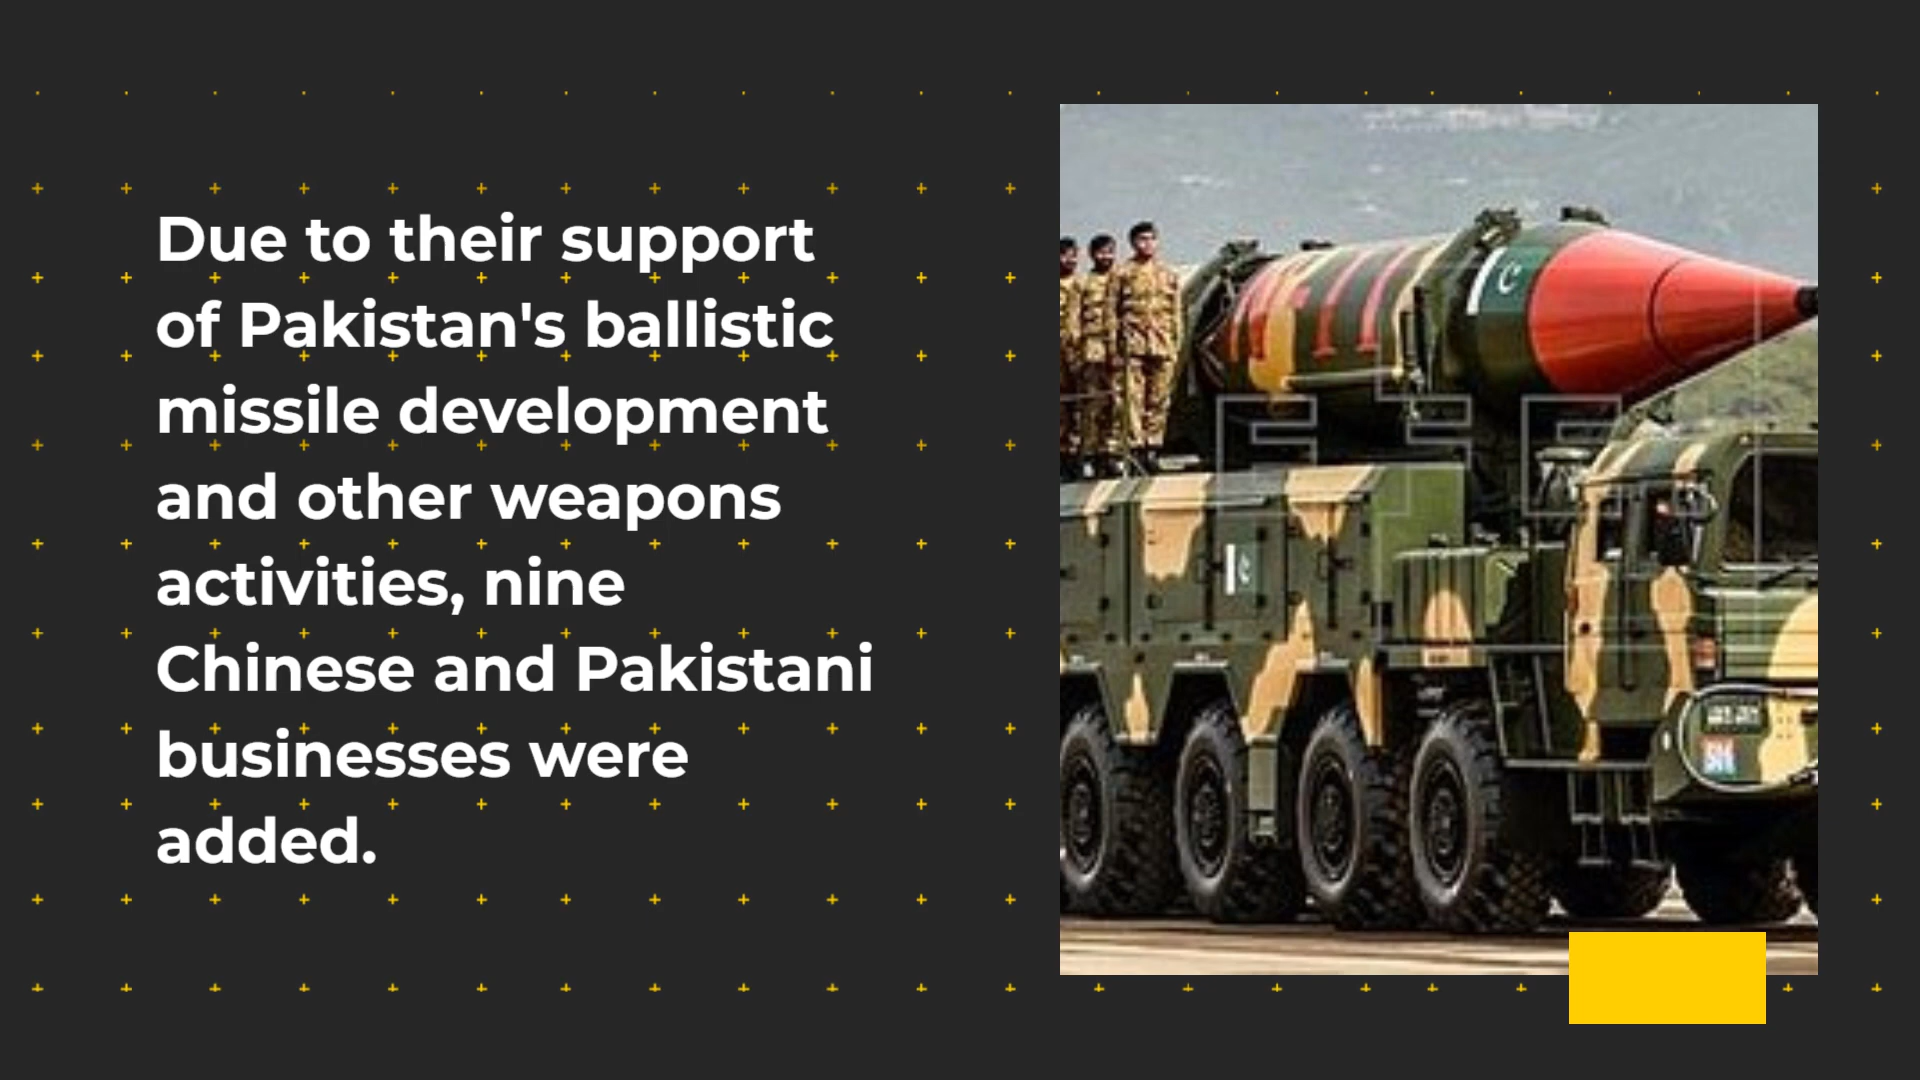 Due to their support
of Pakistan's ballistic
missile development
and other weapons
activities, nine
Chinese and Pakistani
businesses were
added.